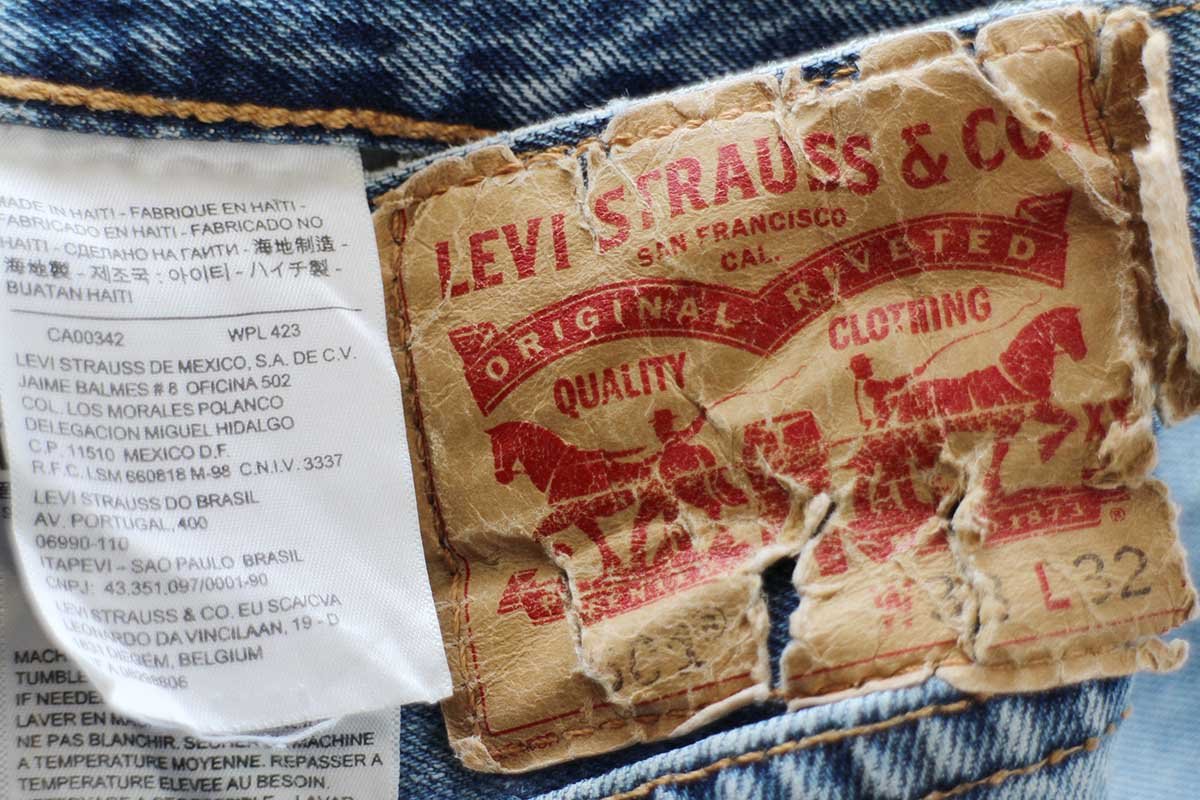 MADE IN HAITI - FABRIQUE EN HAÏTI -
FABRICADO EN HAITI - FABRICADO NO
HAITI - СДЕЛАНО НА ГАИТИ - 海地制造 -
海地製 - 제조국 : 아이티 - ハイチ製 -
BUATAN HAITI
CA00342 WPL 423
LEVI STRAUSS DE MEXICO, S.A. DE C.V.
JAIME BALMES # 8 OFICINA 502
COL. LOS MORALES POLANCO
DELEGACION MIGUEL HIDALGO
C.P. 11510 MEXICO D.F.
R.F.C. LSM 660818 M-98 C.N.I.V. 3337
LEVI STRAUSS DO BRASIL
AV. PORTUGAL, 400
06990-110
ITAPEVI - SAO PAULO BRASIL
CNPJ: 43.351.097/0001-90
LEVI STRAUSS & CO. EU SCA/CVA
LEONARDO DA VINCILAAN, 19 - D
DIEGEM, BELGIUM
MACH
TUMBLE
IF NEEDE
LAVER EN MA
NE PAS BLANCHIR. SECHER MACHINE
A TEMPERATURE MOYENNE. REPASSER A
TEMPERATURE ELEVEE AU BESOIN.
LEVI STRAUSS & CO.
SAN FRANCISCO
CAL.
ORIGINAL RIVETED
QUALITY CLOTHING
1873 ®
L 32